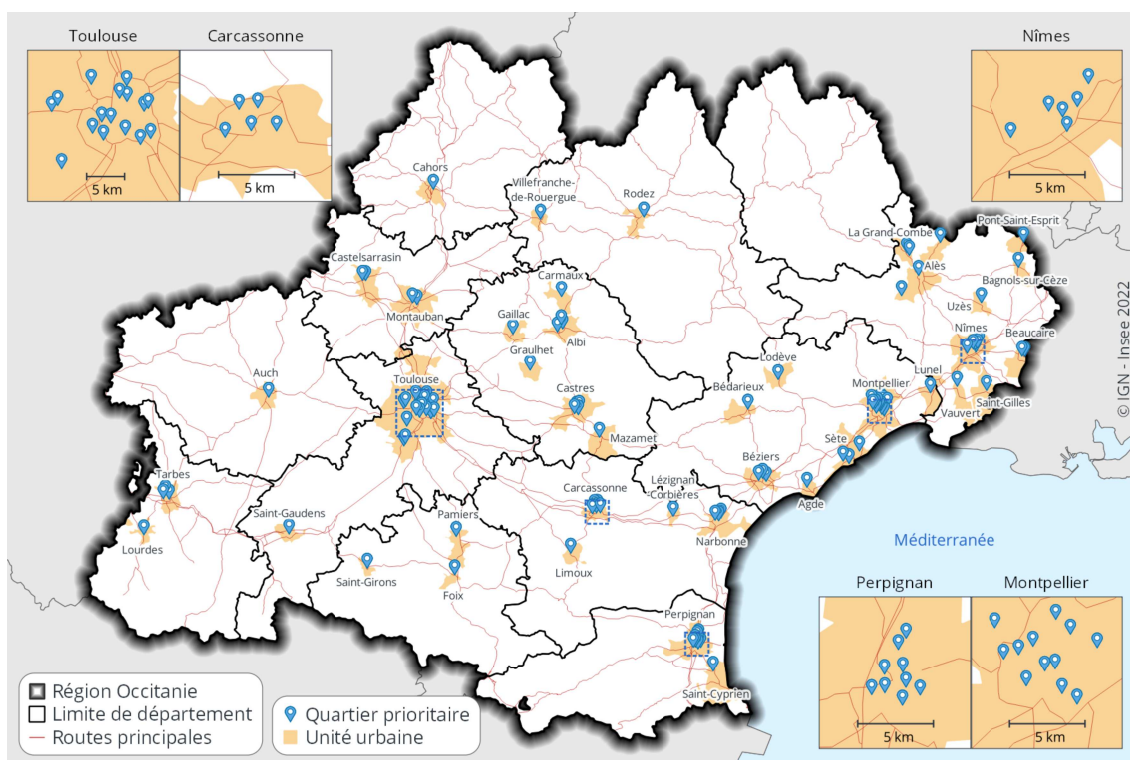 Toulouse
Carcassonne
Nîmes
5 km
5 km
5 km
Cahors
Villefranche-
de-Rouergue
Rodez
La Grand-Combe
Pont-Saint-Esprit
Castelsarrasin
Alès
Carmaux
Bagnols-sur-Cèze
Montauban
Gaillac
Uzès
Albi
Nîmes
Beaucaire
Graulhet
Lodève
Auch
Toulouse
Lunel
Castres
Bédarieux
Montpellier
Saint-Gilles
Vauvert
Mazamet
Sète
Béziers
Tarbes
Carcassonne
Lézignan
-Corbières
Agde
Saint-Gaudens
Pamiers
Narbonne
Lourdes
Méditerranée
Saint-Girons
Limoux
Foix
Perpignan
Montpellier
Perpignan
Saint-Cyprien
5 km
5 km
Région Occitanie
Limite de département
Routes principales
Quartier prioritaire
Unité urbaine
© IGN - Insee 2022